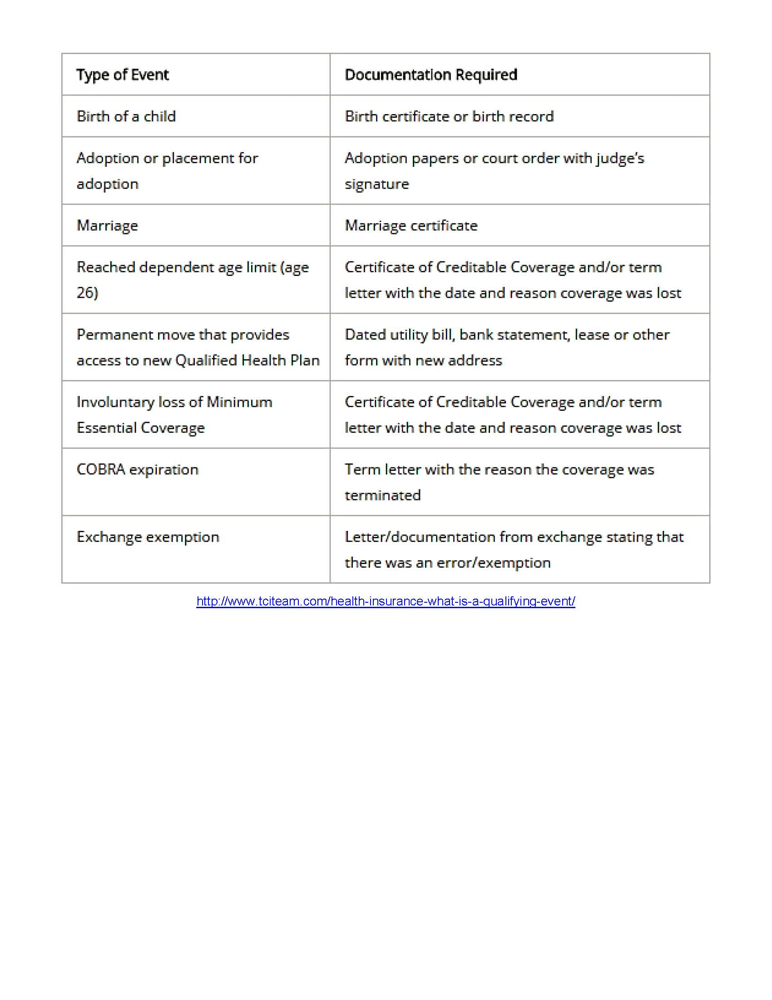 Type of Event
Documentation Required
Birth of a child
Birth certificate or birth record
Adoption or placement for
adoption
Adoption papers or court order with judge’s
signature
Marriage
Marriage certificate
Reached dependent age limit (age
26)
Certificate of Creditable Coverage and/or term
letter with the date and reason coverage was lost
Permanent move that provides
access to new Qualified Health Plan
Dated utility bill, bank statement, lease or other
form with new address
Involuntary loss of Minimum
Essential Coverage
Certificate of Creditable Coverage and/or term
letter with the date and reason coverage was lost
COBRA expiration
Term letter with the reason the coverage was
terminated
Exchange exemption
Letter/documentation from exchange stating that
there was an error/exemption
http://www.tciteam.com/health-insurance-what-is-a-qualifying-event/